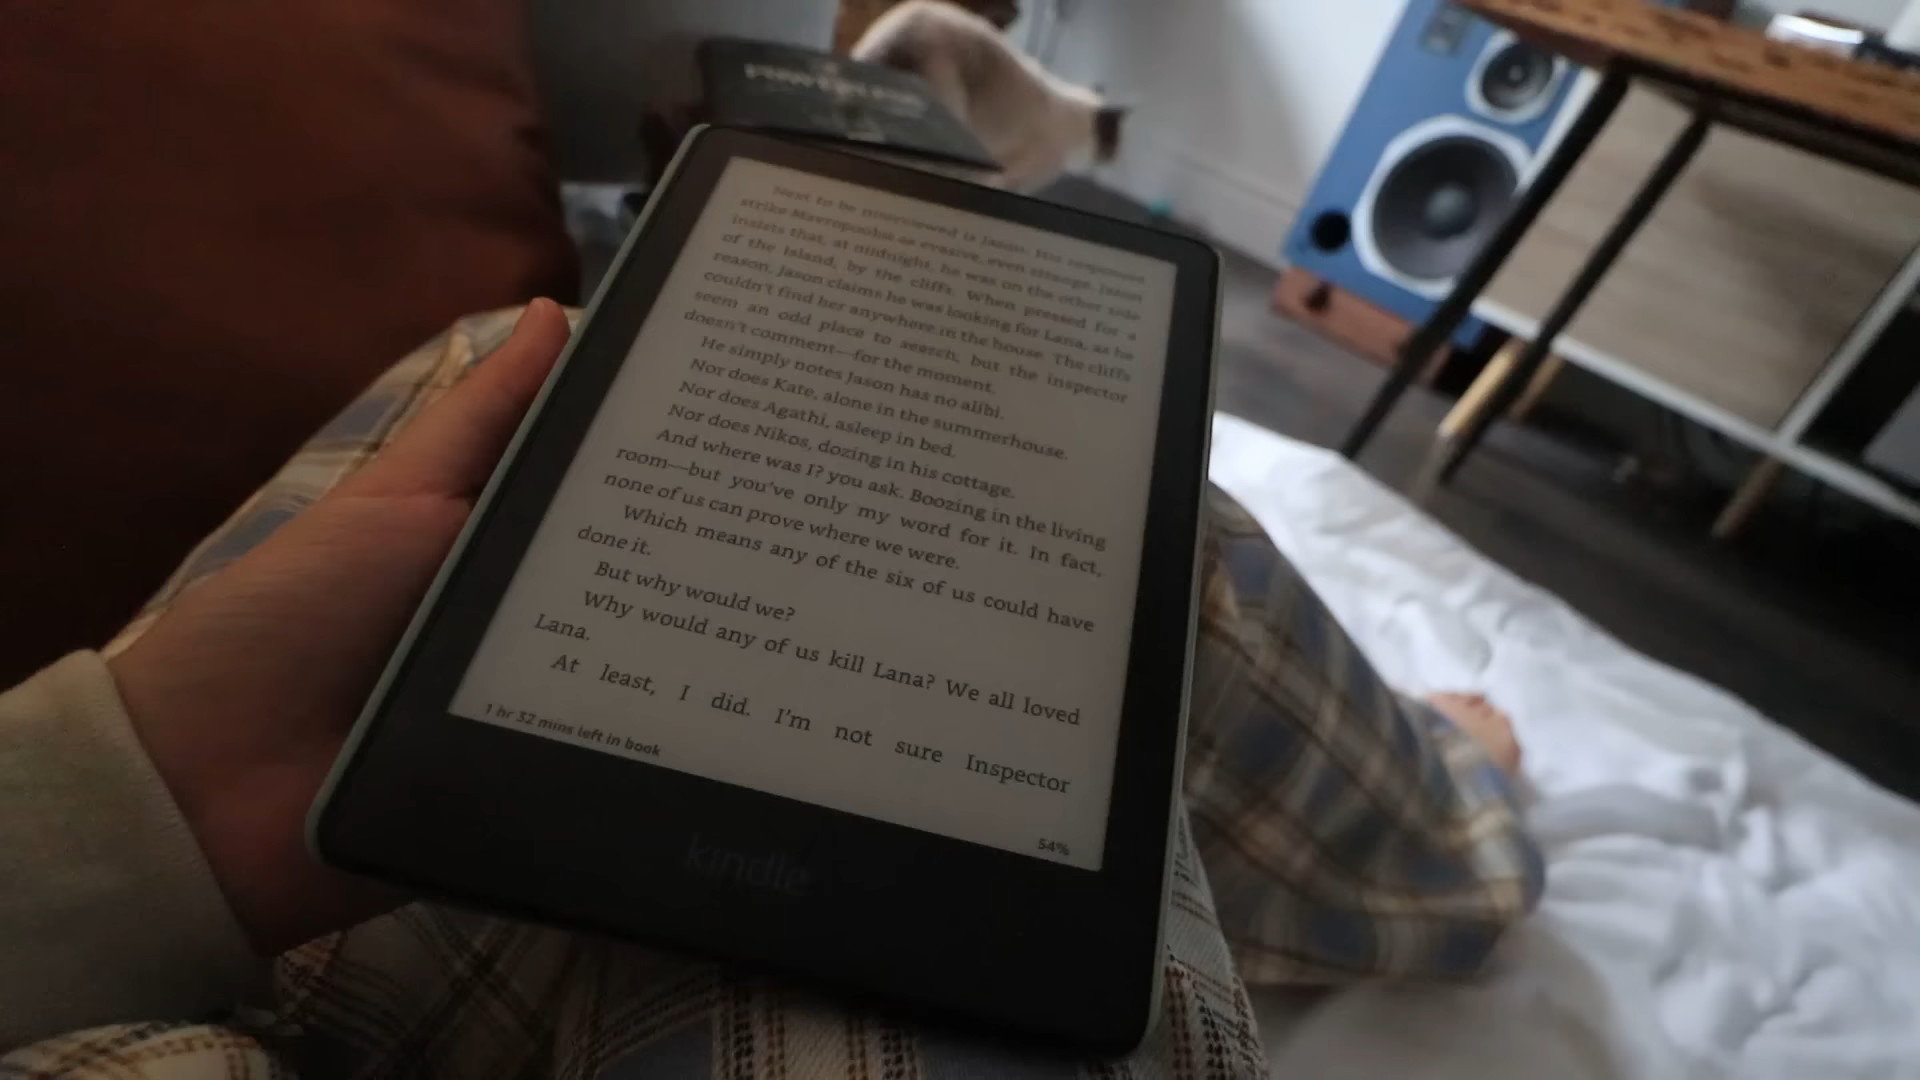 Next to be interviewed is Jason. His responses
strike Mavropoulos as evasive, even strange. Jason
insists that, at midnight, he was on the other side
of the island, by the cliffs. When pressed for a
reason, Jason claims he was looking for Lana, as he
couldn't find her anywhere in the house. The cliffs
seem an odd place to search, but the inspector
doesn't comment—for the moment.
He simply notes Jason has no alibi.
Nor does Kate, alone in the summerhouse.
Nor does Agathi, asleep in bed.
Nor does Nikos, dozing in his cottage.
And where was I? you ask. Boozing in the living
room—but you've only my word for it. In fact,
none of us can prove where we were.
Which means any of the six of us could have
done it.
But why would we?
Why would any of us kill Lana? We all loved
Lana.
At least, I did. I'm not sure Inspector
1 hr 32 mins left in book
54%
kindle